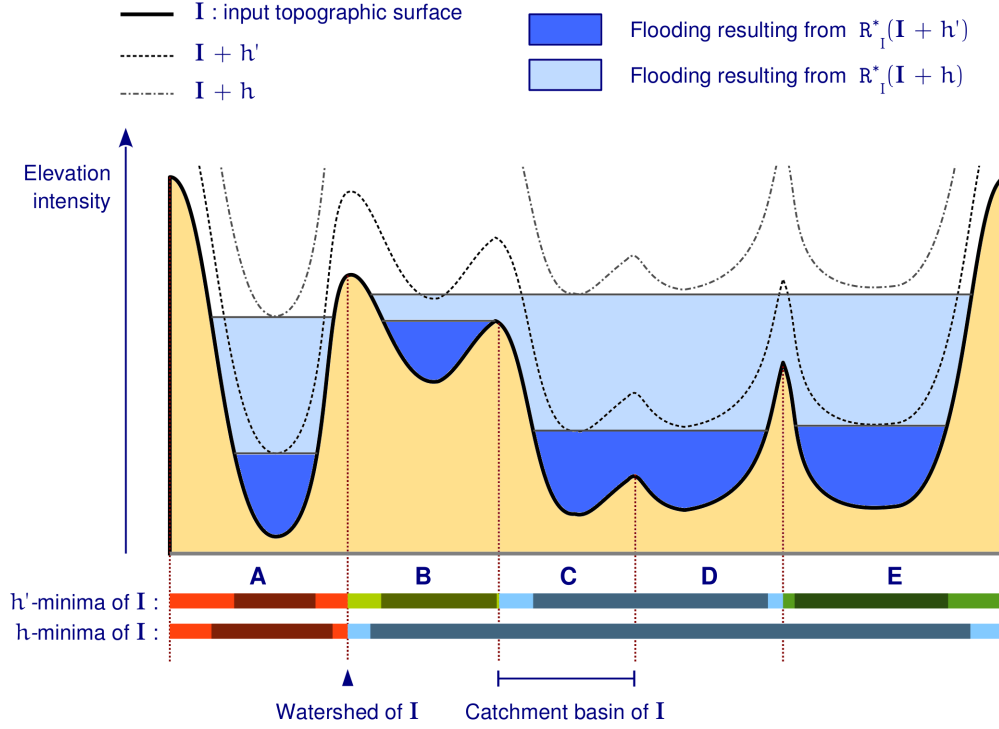 I : input topographic surface
I + h'
I + h
Flooding resulting from R*I(I + h')
Flooding resulting from R*I(I + h)
Elevation
intensity
A B C D E
h'-minima of I :
h-minima of I :
Watershed of I
Catchment basin of I